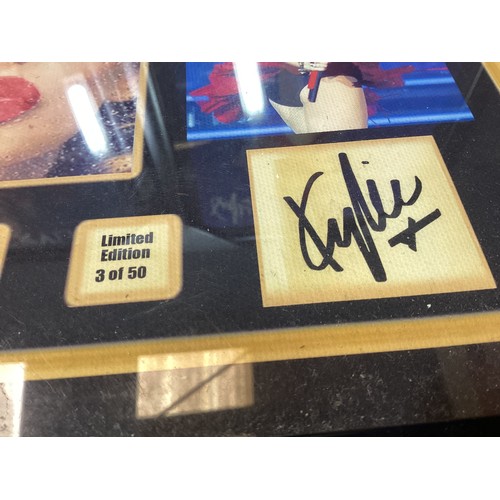 Limited
Edition
3 of 50
Kylie x